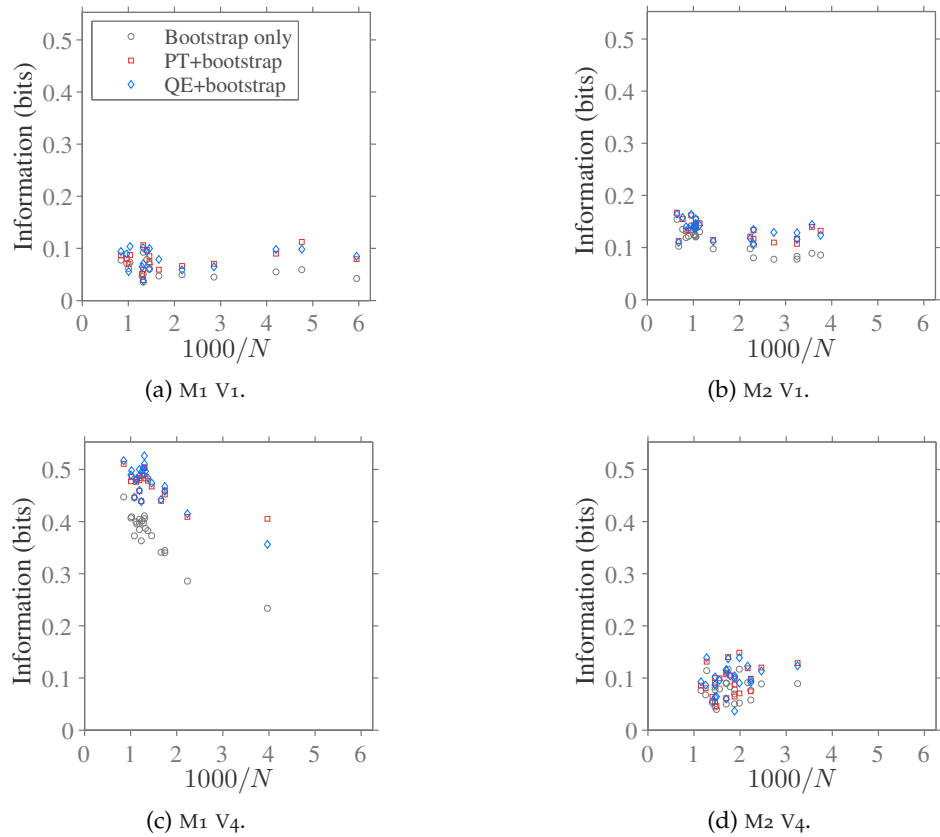 0.5
0.4
0.3
0.2
0.1
0
Information (bits)
Bootstrap only
PT+bootstrap
QE+bootstrap
0 1 2 3 4 5 6
1000/N
(a) M1 V1.
0.5
0.4
0.3
0.2
0.1
0
Information (bits)
0 1 2 3 4 5 6
1000/N
(b) M2 V1.
0.5
0.4
0.3
0.2
0.1
0
Information (bits)
0 1 2 3 4 5 6
1000/N
(c) M1 V4.
0.5
0.4
0.3
0.2
0.1
0
Information (bits)
0 1 2 3 4 5 6
1000/N
(d) M2 V4.